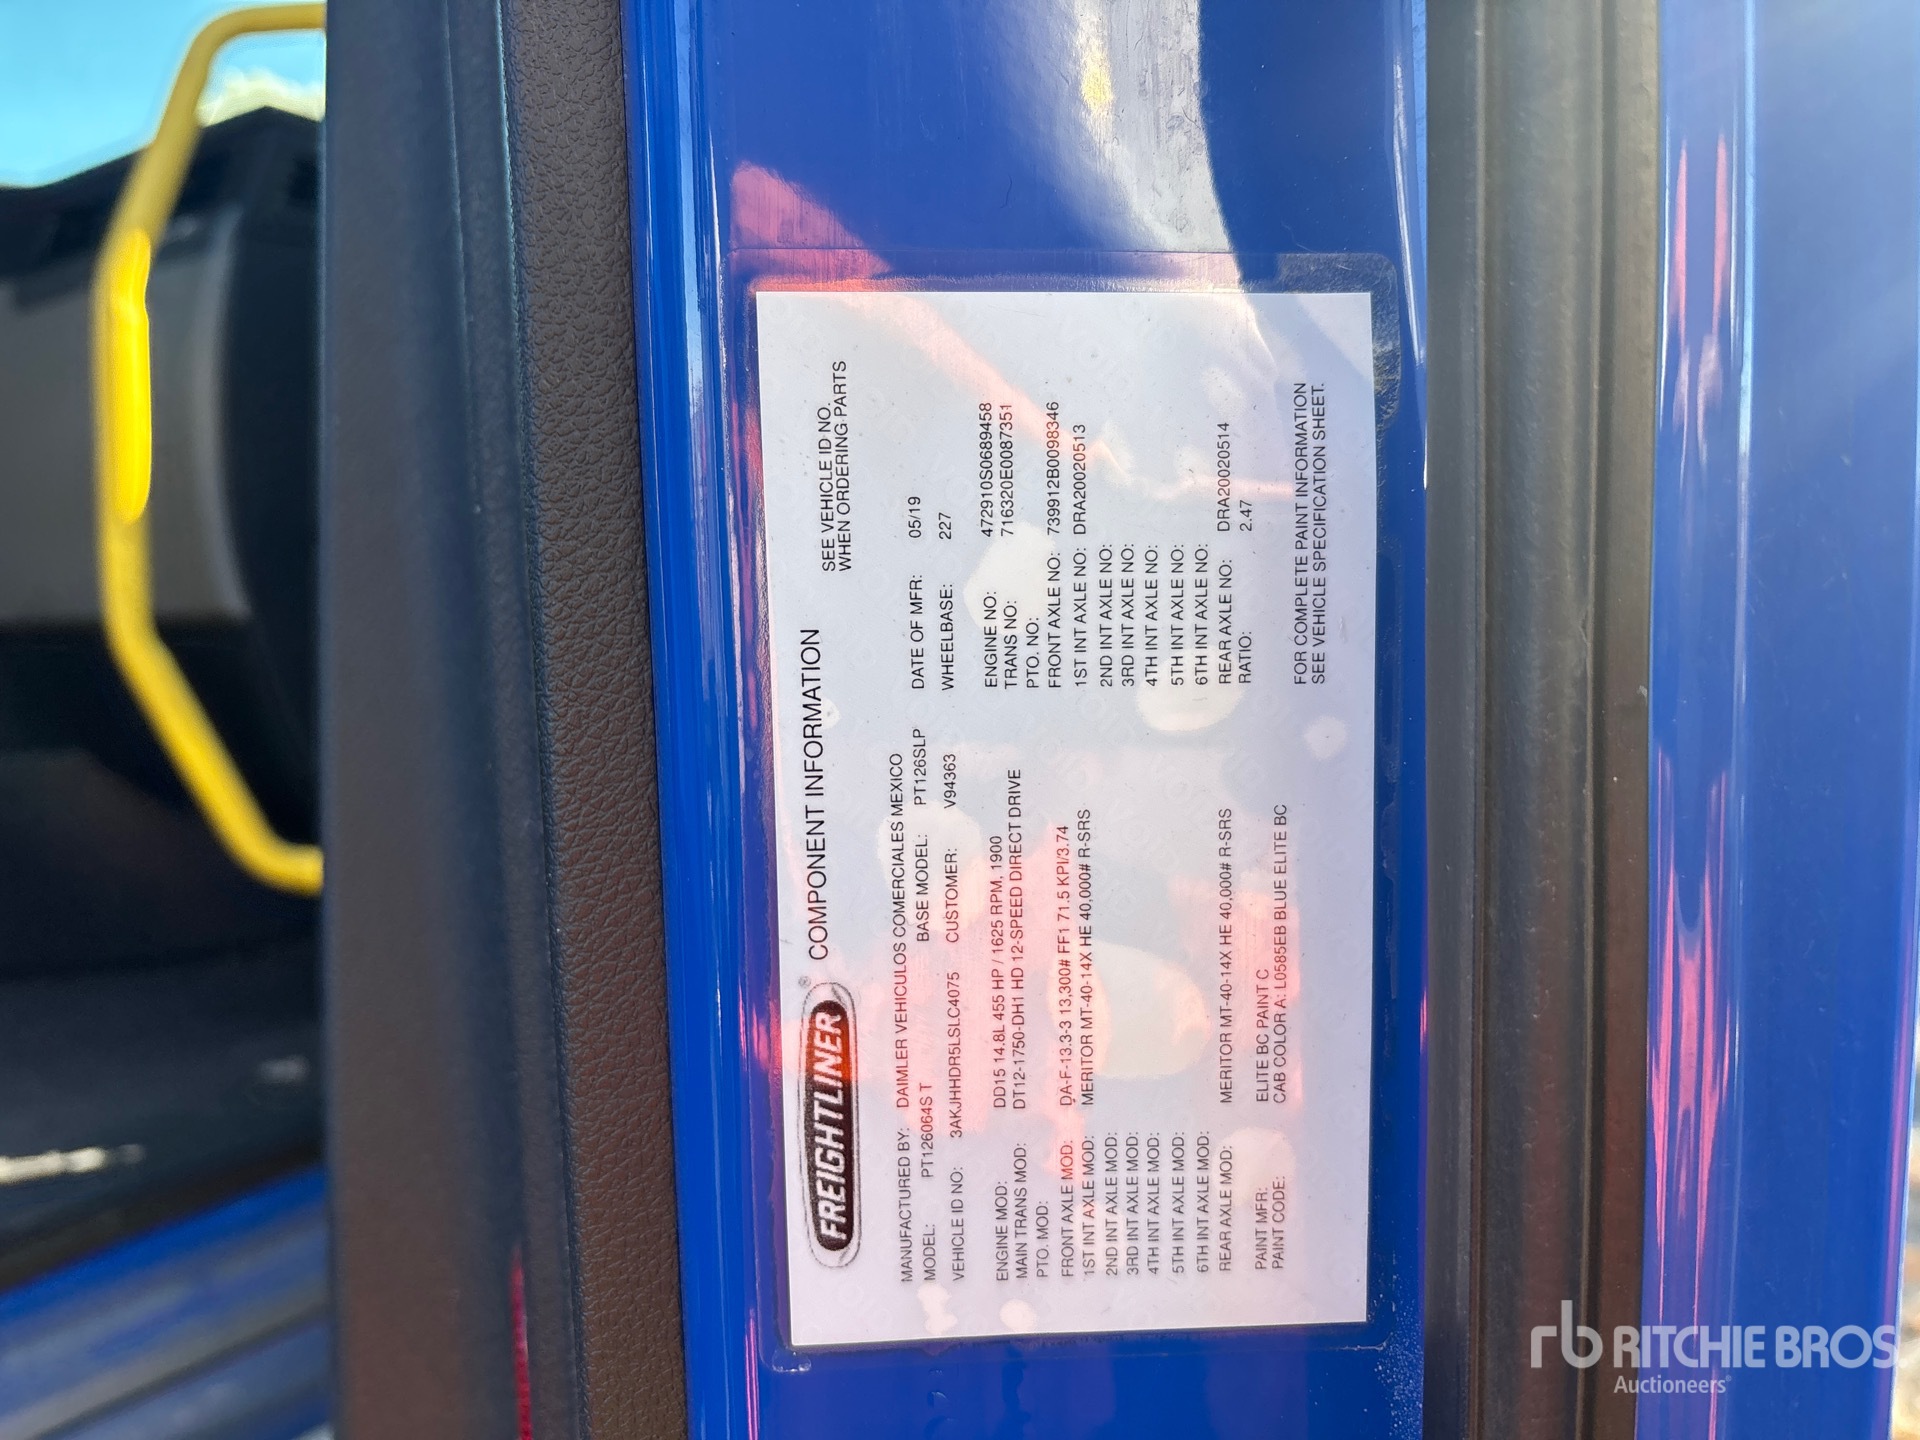 FREIGHTLINER® COMPONENT INFORMATION
SEE VEHICLE ID NO.
WHEN ORDERING PARTS
MANUFACTURED BY: DAIMLER VEHICULOS COMERCIALES MEXICO
MODEL: PT126064S T BASE MODEL: PT126SLP DATE OF MFR: 05/19
VEHICLE ID NO: 3AKJHHDR5LSLC4075 CUSTOMER: V94363 WHEELBASE: 227
ENGINE MOD: DD15 14.8L 455 HP / 1625 RPM, 1900 ENGINE NO: 472910S0689458
MAIN TRANS MOD: DT12-1750-DH1 HD 12-SPEED DIRECT DRIVE TRANS NO: 716320E0087351
PTO. MOD: PTO. NO:
FRONT AXLE MOD: DA-F-13.3-3 13,300# FF1 71.5 KPI/3.74 FRONT AXLE NO: 739912B0098346
1ST INT AXLE MOD: MERITOR MT-40-14X HE 40,000# R-SRS 1ST INT AXLE NO: DRA20020513
2ND INT AXLE MOD: 2ND INT AXLE NO:
3RD INT AXLE MOD: 3RD INT AXLE NO:
4TH INT AXLE MOD: 4TH INT AXLE NO:
5TH INT AXLE MOD: 5TH INT AXLE NO:
6TH INT AXLE MOD: 6TH INT AXLE NO:
REAR AXLE MOD: MERITOR MT-40-14X HE 40,000# R-SRS REAR AXLE NO: DRA20020514
RATIO: 2.47
PAINT MFR: ELITE BC PAINT C
PAINT CODE: CAB COLOR A: L0585EB BLUE ELITE BC
FOR COMPLETE PAINT INFORMATION
SEE VEHICLE SPECIFICATION SHEET.
rb RITCHIE BROS
Auctioneers